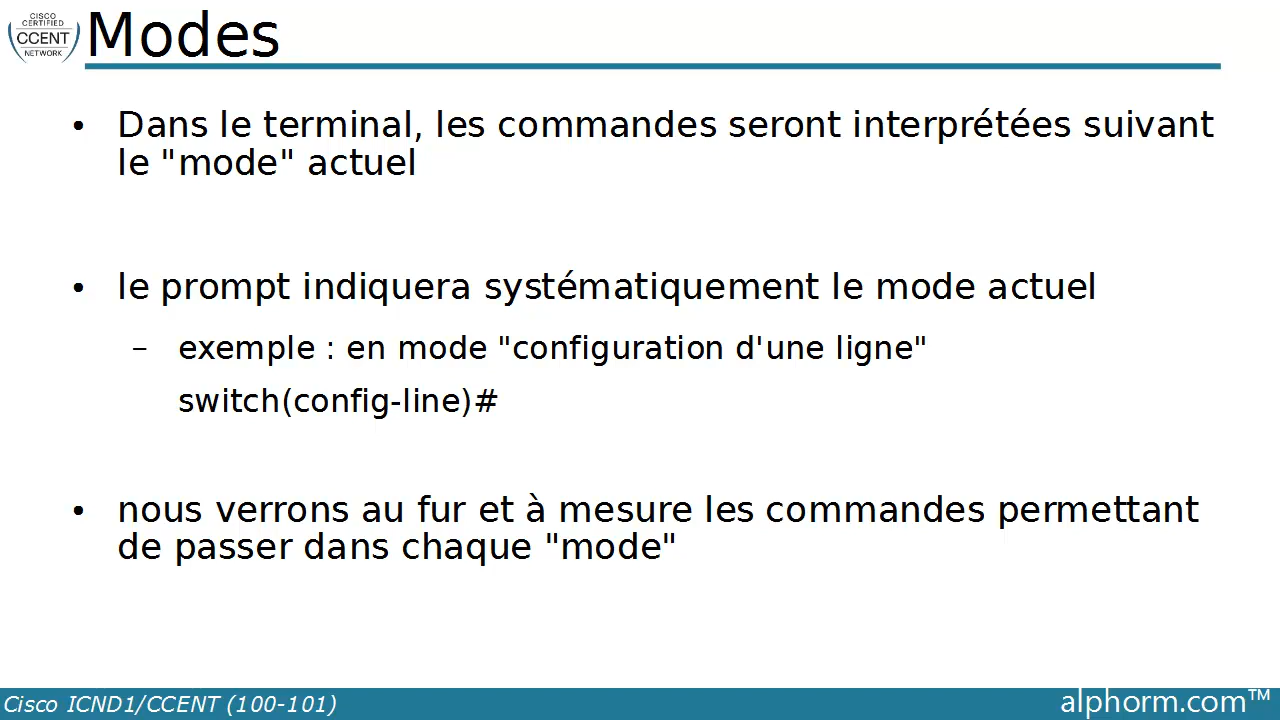 CISCO
CERTIFIED
CCENT
NETWORK
Modes
• Dans le terminal, les commandes seront interprétées suivant
le "mode" actuel
• le prompt indiquera systématiquement le mode actuel
– exemple : en mode "configuration d'une ligne"
switch(config-line)#
• nous verrons au fur et à mesure les commandes permettant
de passer dans chaque "mode"
Cisco ICND1/CCENT (100-101)
alphorm.com™